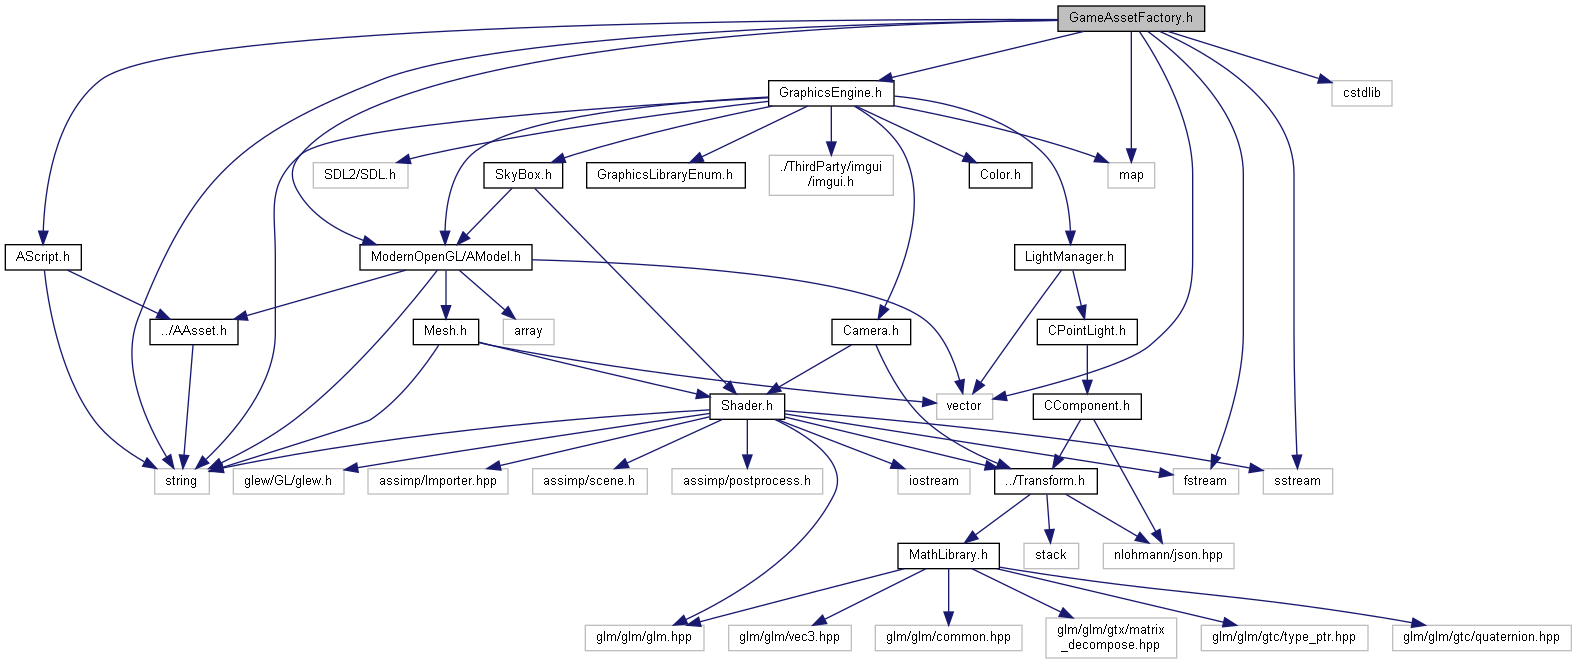 GameAssetFactory.h
GraphicsEngine.h
cstdlib
SDL2/SDL.h
SkyBox.h
GraphicsLibraryEnum.h
./ThirdParty/imgui
/imgui.h
Color.h
map
AScript.h
ModernOpenGL/AModel.h
LightManager.h
../AAsset.h
Mesh.h
array
Camera.h
CPointLight.h
Shader.h
vector
CComponent.h
string
glew/GL/glew.h
assimp/Importer.hpp
assimp/scene.h
assimp/postprocess.h
iostream
../Transform.h
fstream
sstream
MathLibrary.h
stack
nlohmann/json.hpp
glm/glm/glm.hpp
glm/glm/vec3.hpp
glm/glm/common.hpp
glm/glm/gtx/matrix
_decompose.hpp
glm/glm/gtc/type_ptr.hpp
glm/glm/gtc/quaternion.hpp